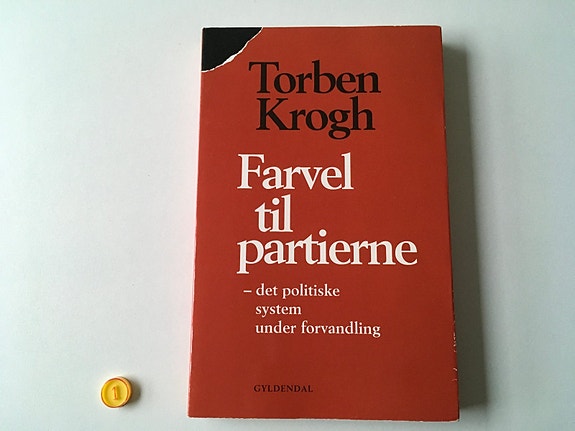 Torben
Krogh
Farvel
til
partierne
– det politiske
system
under forvandling
GYLDENDAL
1